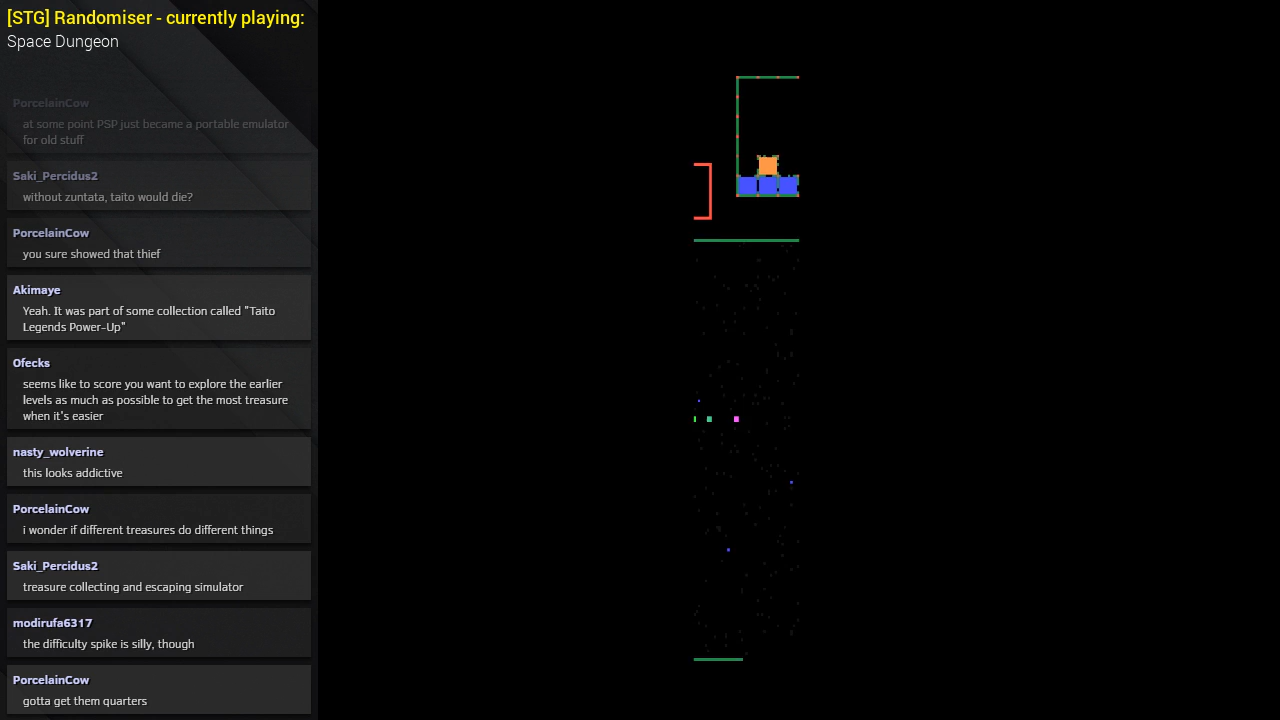 [STG] Randomiser - currently playing:
Space Dungeon
PorcelainCow
at some point PSP just became a portable emulator
for old stuff
Saki_Percidus2
without zuntata, taito would die?
PorcelainCow
you sure showed that thief
Akimaye
Yeah. It was part of some collection called "Taito
Legends Power-Up"
Ofecks
seems like to score you want to explore the earlier
levels as much as possible to get the most treasure
when it's easier
nasty_wolverine
this looks addictive
PorcelainCow
i wonder if different treasures do different things
Saki_Percidus2
treasure collecting and escaping simulator
modirufa6317
the difficulty spike is silly, though
PorcelainCow
gotta get them quarters